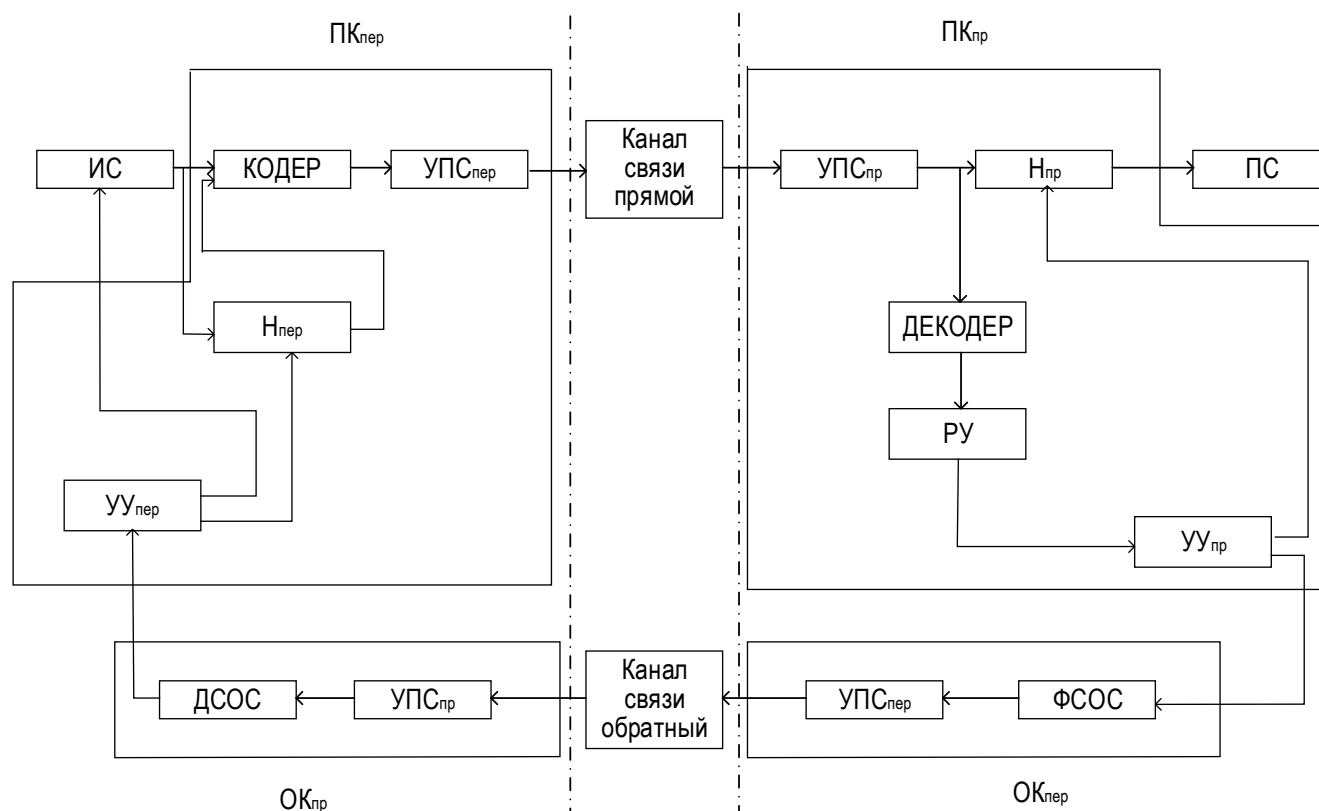 ПКпер
ПКпр
ИС
КОДЕР
УПСпер
Канал
связи
прямой
УПСпр
Нпр
ПС
Нпер
ДЕКОДЕР
РУ
УУпер
УУпр
ДСОС
УПСпр
Канал
связи
обратный
УПСпер
ФСОС
ОКпр
ОКпер